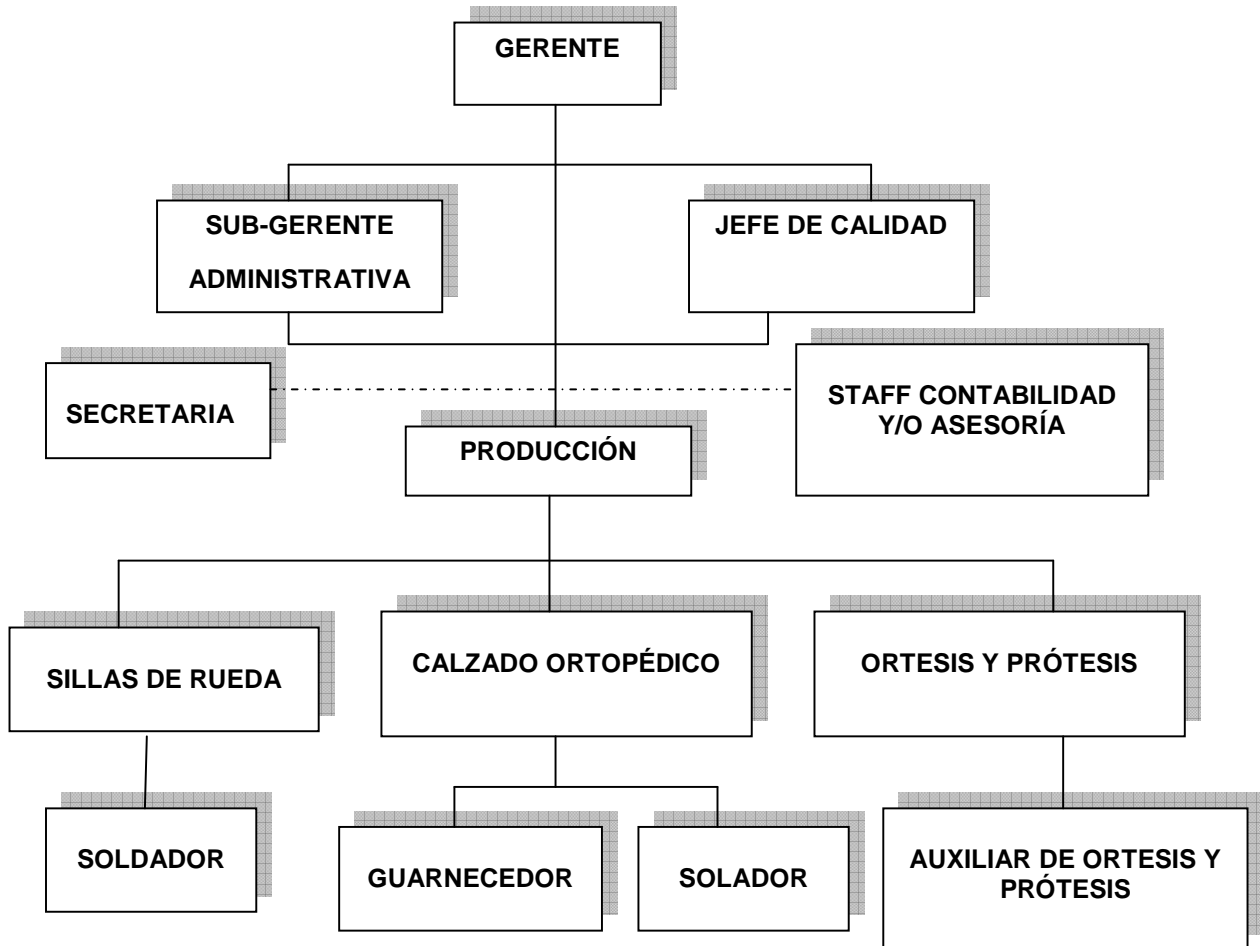 GERENTE
SUB-GERENTE
ADMINISTRATIVA
JEFE DE CALIDAD
SECRETARIA
STAFF CONTABILIDAD
Y/O ASESORÍA
PRODUCCIÓN
SILLAS DE RUEDA
CALZADO ORTOPÉDICO
ORTESIS Y PRÓTESIS
SOLDADOR
GUARNECEDOR
SOLADOR
AUXILIAR DE ORTESIS Y
PRÓTESIS